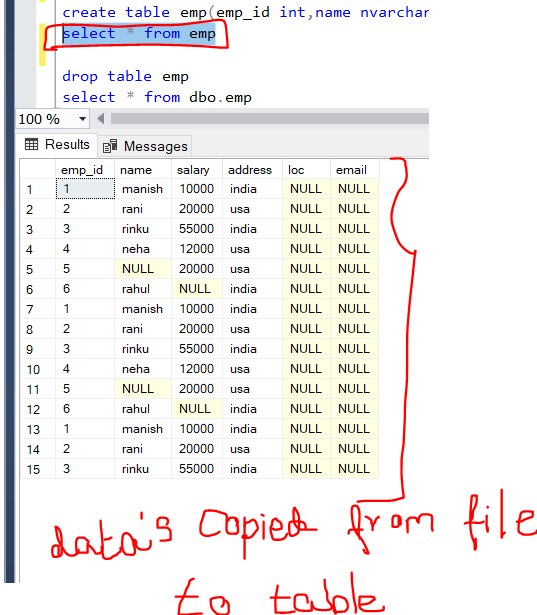 create table emp(emp_id int,name nvarchar
select * from emp
drop table emp
select * from dbo.emp
100 %
Results Messages
emp_id name salary address loc email
1 1 manish 10000 india NULL NULL
2 2 rani 20000 usa NULL NULL
3 3 rinku 55000 india NULL NULL
4 4 neha 12000 usa NULL NULL
5 5 NULL 20000 usa NULL NULL
6 6 rahul NULL india NULL NULL
7 1 manish 10000 india NULL NULL
8 2 rani 20000 usa NULL NULL
9 3 rinku 55000 india NULL NULL
10 4 neha 12000 usa NULL NULL
11 5 NULL 20000 usa NULL NULL
12 6 rahul NULL india NULL NULL
13 1 manish 10000 india NULL NULL
14 2 rani 20000 usa NULL NULL
15 3 rinku 55000 india NULL NULL
data's copied from file
to table